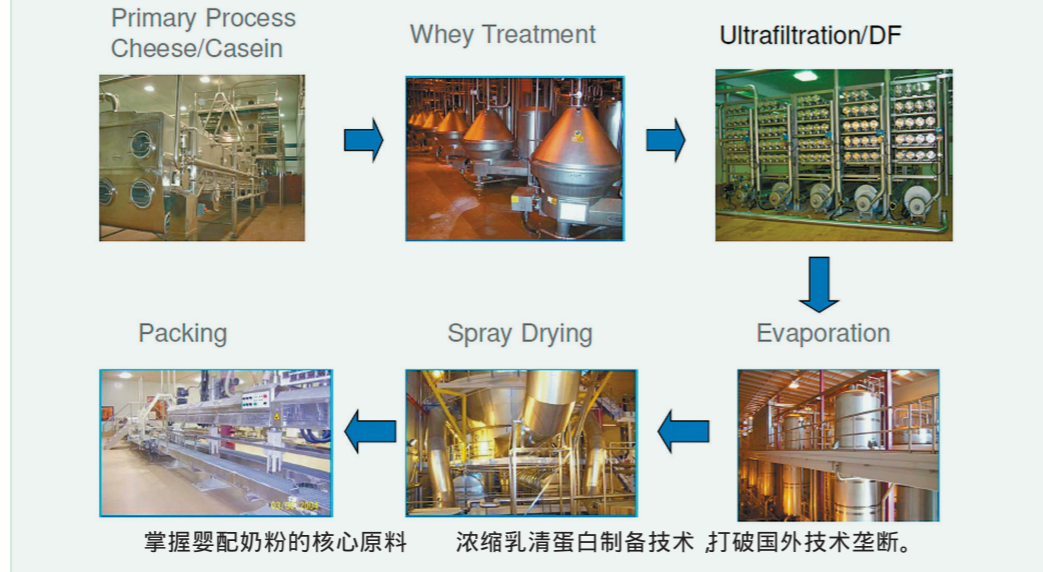 Primary Process
Cheese/Casein
Whey Treatment
Ultrafiltration/DF
Packing
Spray Drying
Evaporation
掌握婴配奶粉的核心原料 浓缩乳清蛋白制备技术,打破国外技术垄断。